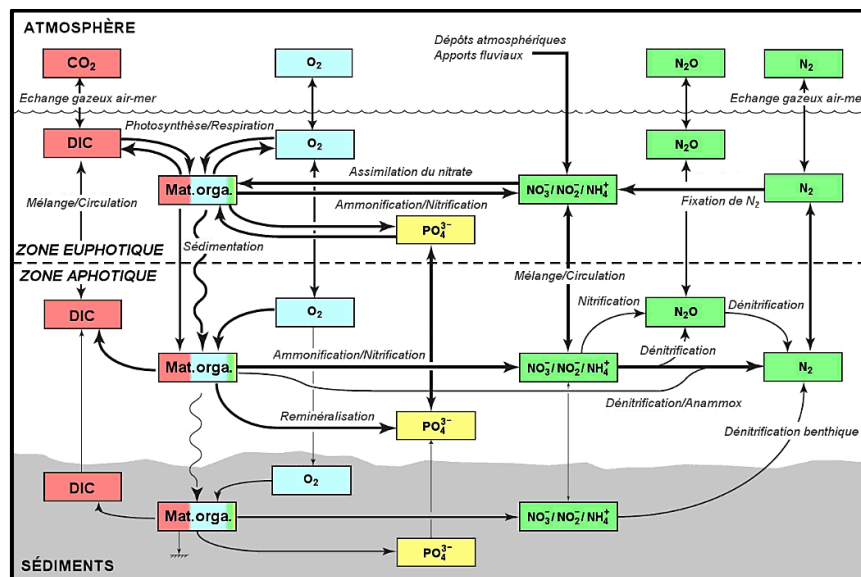 ATMOSPHÈRE
CO₂
O₂
Dépôts atmosphériques
Apports fluviaux
N₂O
N₂
Echange gazeux air-mer
Echange gazeux air-mer
Photosynthèse/Respiration
DIC
O₂
N₂O
Assimilation du nitrate
Mat.orga.
NO₃⁻/NO₂⁻/NH₄⁺
N₂
Mélange/Circulation
Ammonification/Nitrification
Fixation de N₂
PO₄³⁻
Sédimentation
ZONE EUPHOTIQUE
ZONE APHOTIQUE
Mélange/Circulation
DIC
O₂
Nitrification
N₂O
Dénitrification
Mat.orga.
Ammonification/Nitrification
NO₃⁻/NO₂⁻/NH₄⁺
Dénitrification
N₂
Dénitrification/Anammox
Reminéralisation
PO₄³⁻
Dénitrification benthique
O₂
DIC
Mat.orga.
NO₃⁻/NO₂⁻/NH₄⁺
PO₄³⁻
SÉDIMENTS